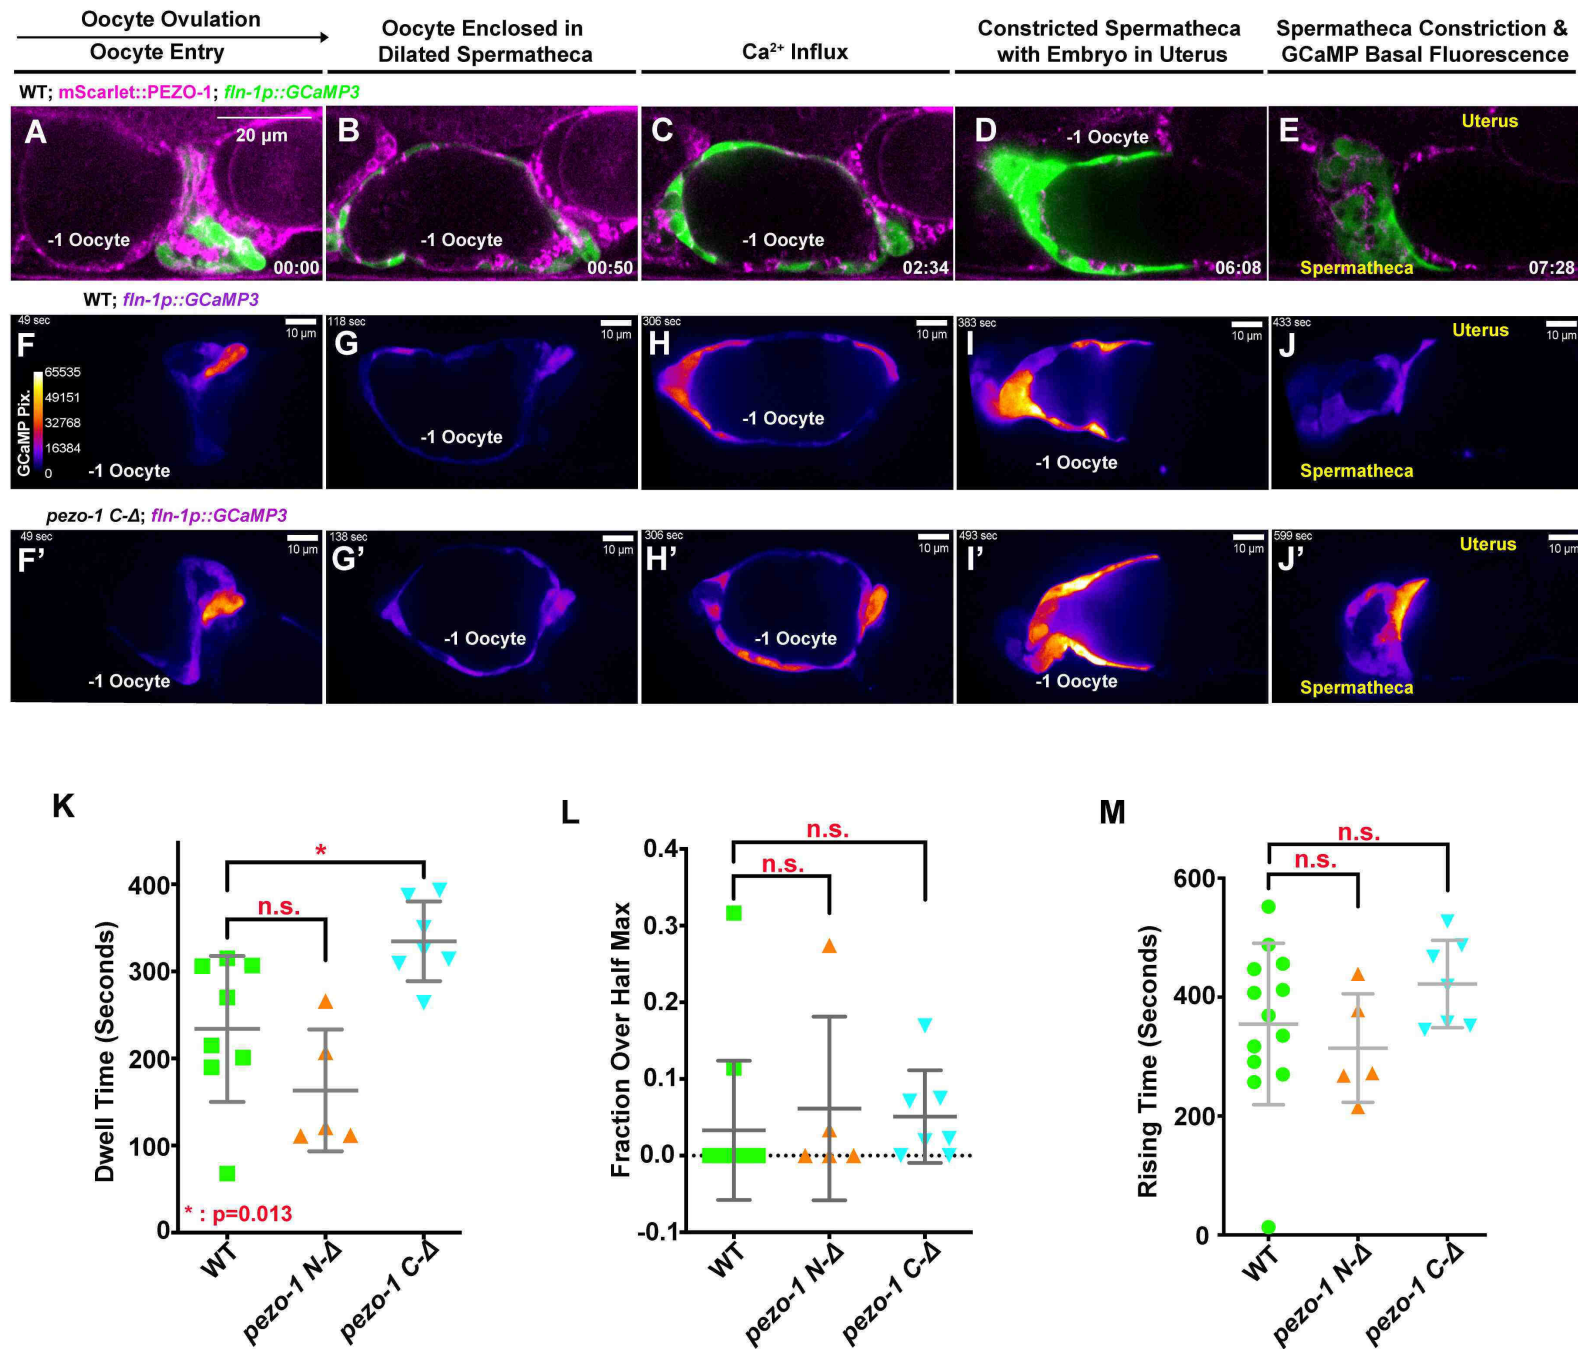 Oocyte Ovulation
Oocyte Entry
Oocyte Enclosed in
Dilated Spermatheca
Ca²⁺ Influx
Constricted Spermatheca
with Embryo in Uterus
Spermatheca Constriction &
GCaMP Basal Fluorescence
WT; mScarlet::PEZO-1; fln-1p::GCaMP3
A
20 µm
-1 Oocyte
00:00
B
-1 Oocyte
00:50
C
-1 Oocyte
02:34
D
-1 Oocyte
06:08
E
Uterus
Spermatheca
07:28
WT; fln-1p::GCaMP3
49 sec
F
10 µm
GCaMP Pix.
65535
49151
32768
16384
0
-1 Oocyte
118 sec
G
10 µm
-1 Oocyte
306 sec
H
10 µm
-1 Oocyte
383 sec
I
10 µm
-1 Oocyte
433 sec
J
Uterus
10 µm
Spermatheca
pezo-1 C-Δ; fln-1p::GCaMP3
49 sec
F'
10 µm
-1 Oocyte
138 sec
G'
10 µm
-1 Oocyte
306 sec
H'
10 µm
-1 Oocyte
493 sec
I'
10 µm
-1 Oocyte
599 sec
J'
Uterus
10 µm
Spermatheca
K
Dwell Time (Seconds)
400
300
200
100
0
*
n.s.
* : p=0.013
WT
pezo-1 N-Δ
pezo-1 C-Δ
L
Fraction Over Half Max
0.4
0.3
0.2
0.1
0.0
-0.1
n.s.
n.s.
WT
pezo-1 N-Δ
pezo-1 C-Δ
M
Rising Time (Seconds)
600
400
200
0
n.s.
n.s.
WT
pezo-1 N-Δ
pezo-1 C-Δ